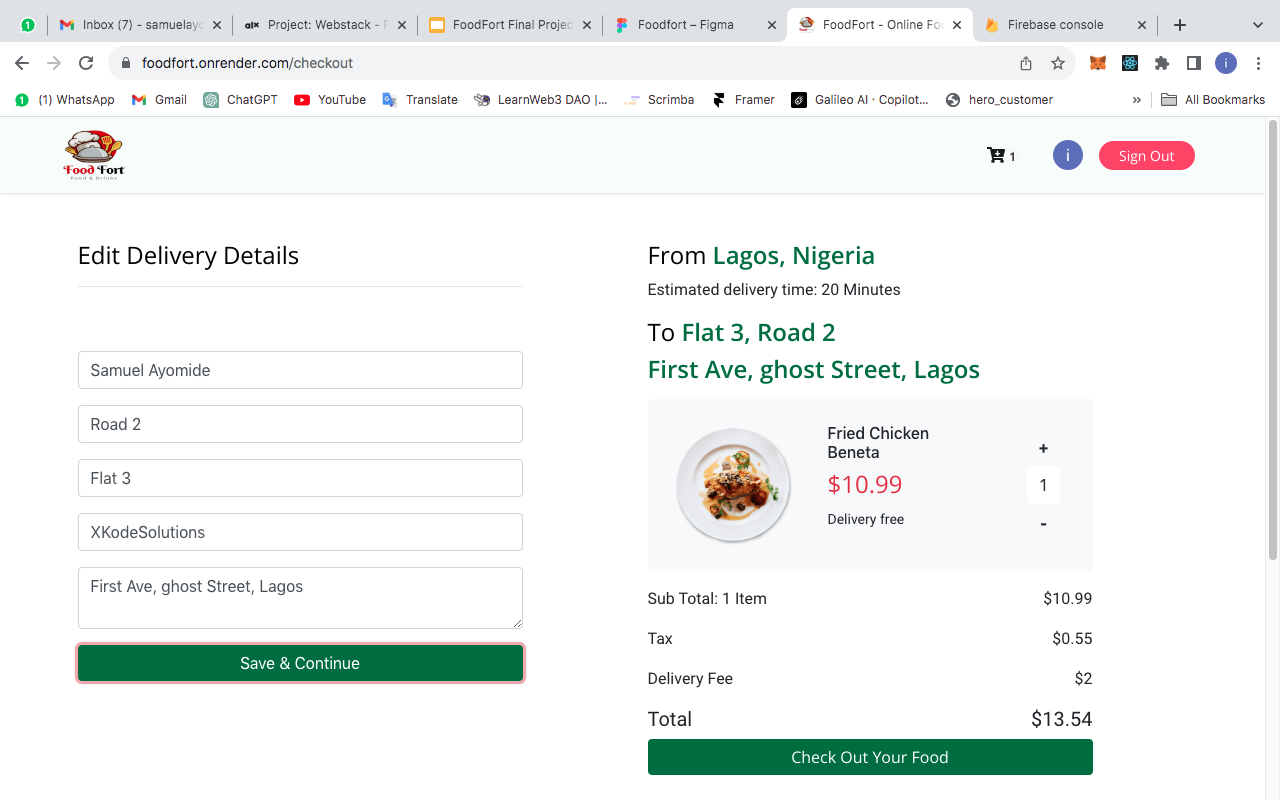 1
Inbox (7) - samuelayo
alx
Project: Webstack - P
FoodFort Final Projec
Foodfort – Figma
FoodFort - Online Foo
Firebase console
foodfort.onrender.com/checkout
i
1
(1) WhatsApp
Gmail
ChatGPT
YouTube
Translate
LearnWeb3 DAO |...
Scrimba
Framer
Galileo AI · Copilot...
hero_customer
»
All Bookmarks
Food Fort
Food & Drinks
1
i
Sign Out
Edit Delivery Details
Samuel Ayomide
Road 2
Flat 3
XKodeSolutions
First Ave, ghost Street, Lagos
Save & Continue
From Lagos, Nigeria
Estimated delivery time: 20 Minutes
To Flat 3, Road 2
First Ave, ghost Street, Lagos
Fried Chicken
Beneta
$10.99
Delivery free
+
1
-
Sub Total: 1 Item $10.99
Tax $0.55
Delivery Fee $2
Total $13.54
Check Out Your Food